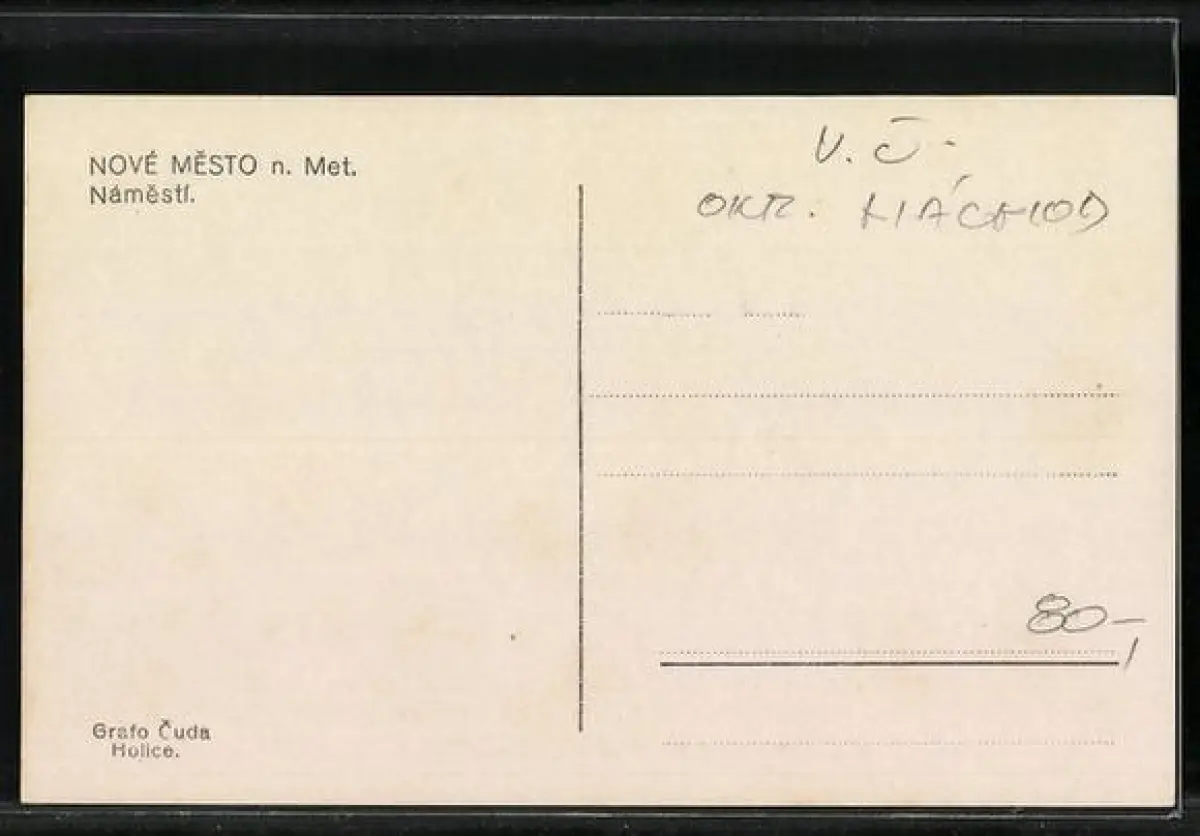 NOVÉ MĚSTO n. Met.
Náměstí.
V. Č.
OKR. NÁCHOD
80,-
Grafo Čuda
Holice.